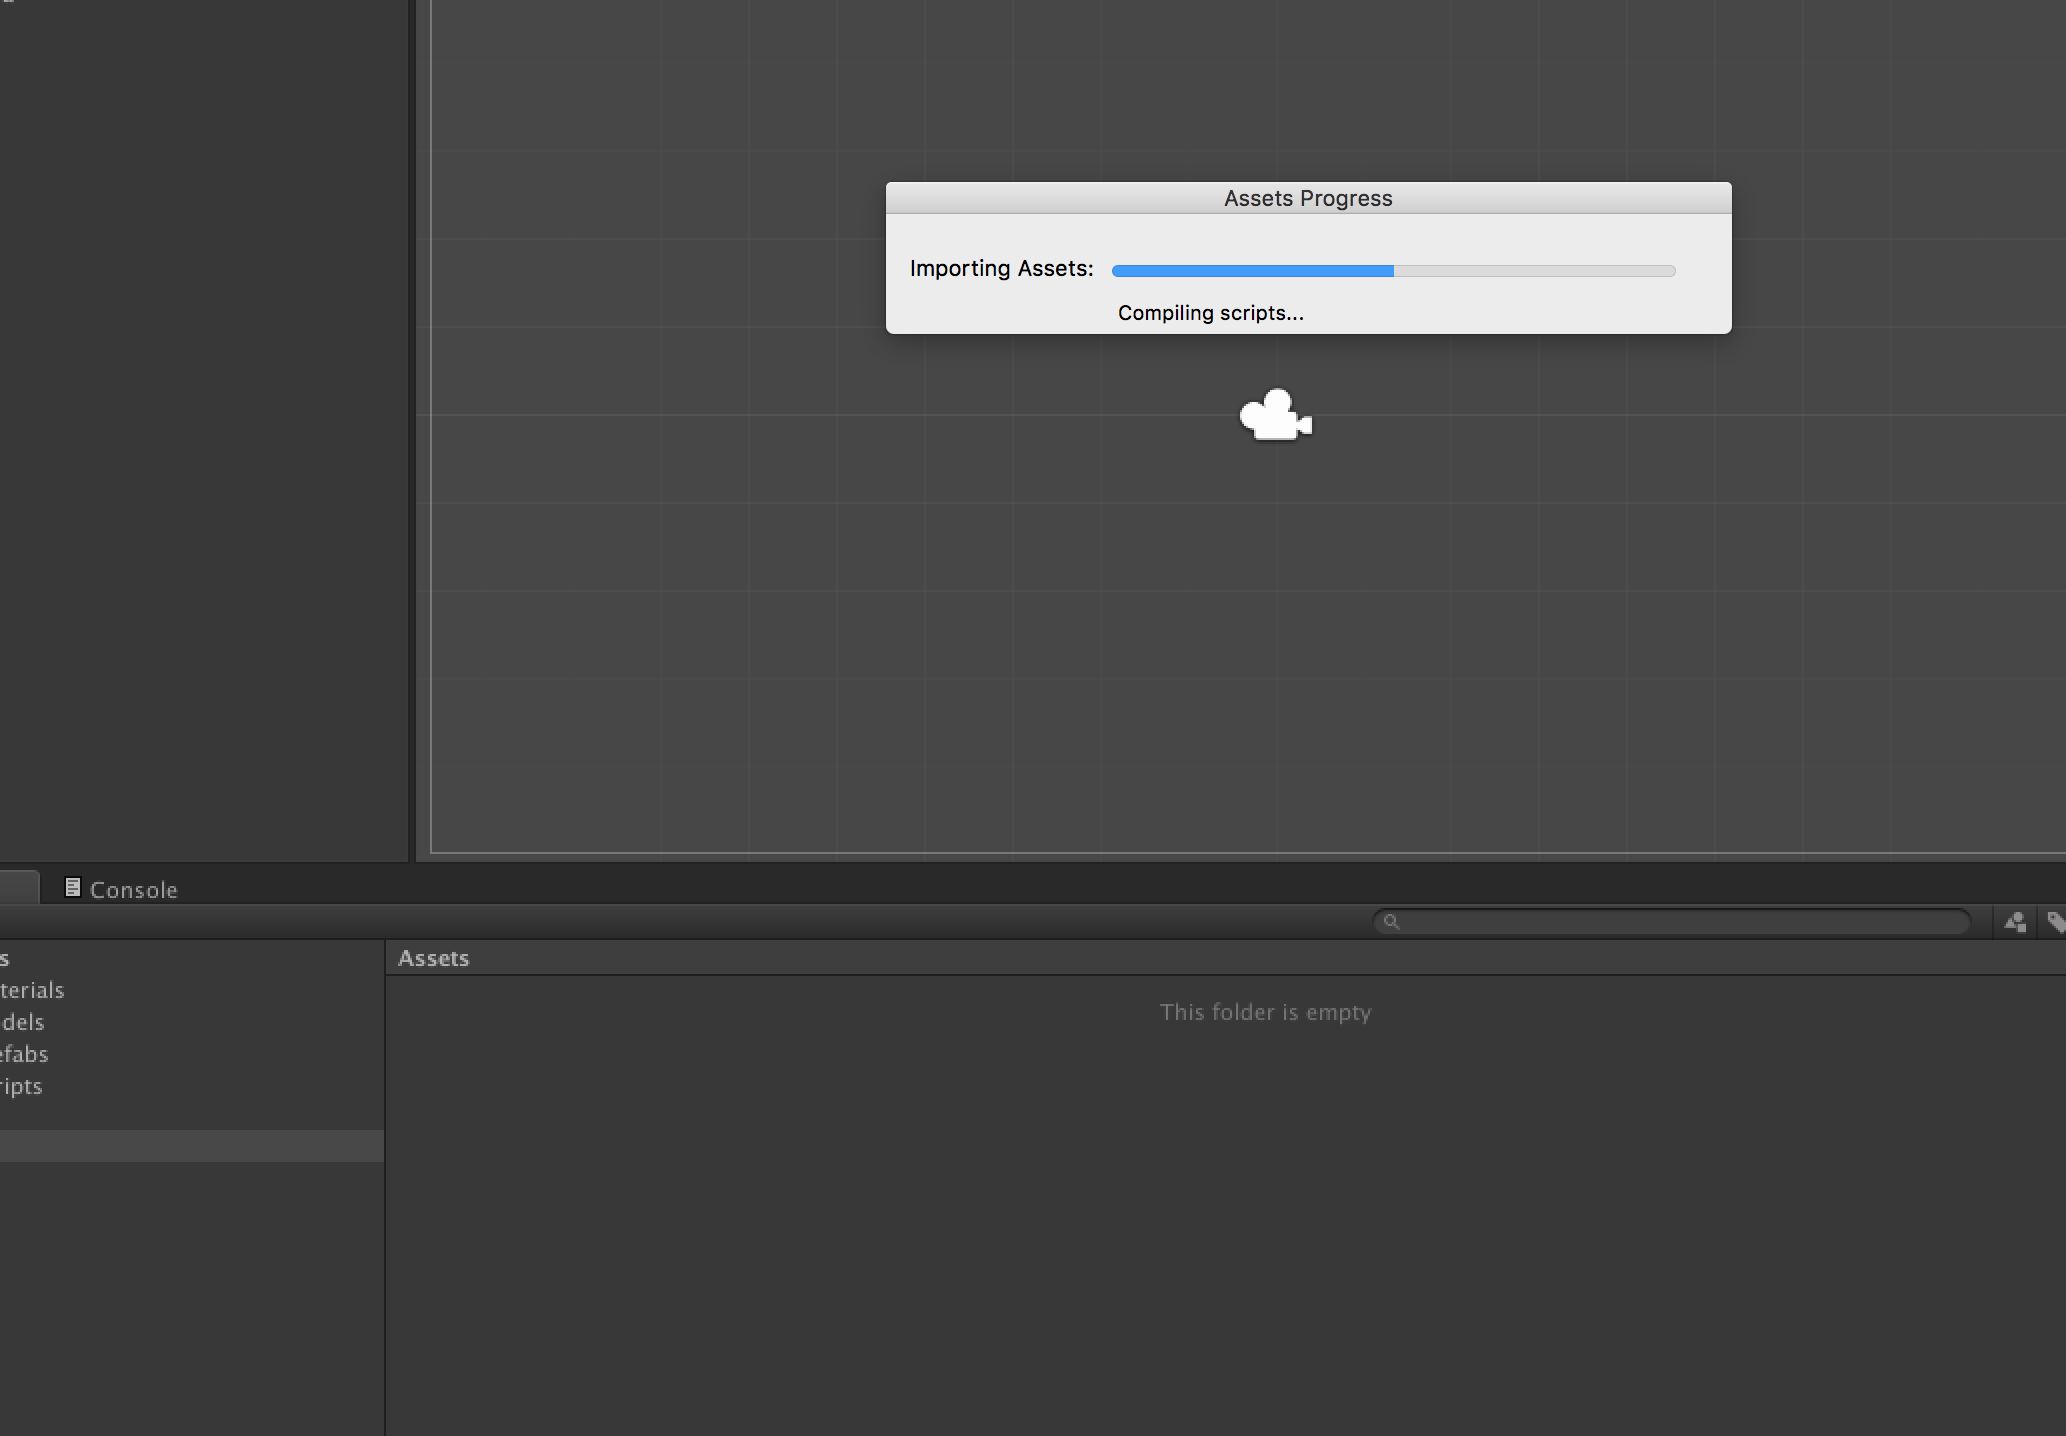 Assets Progress
Importing Assets:
Compiling scripts...
Console
s
Assets
terials
This folder is empty
dels
efabs
ripts